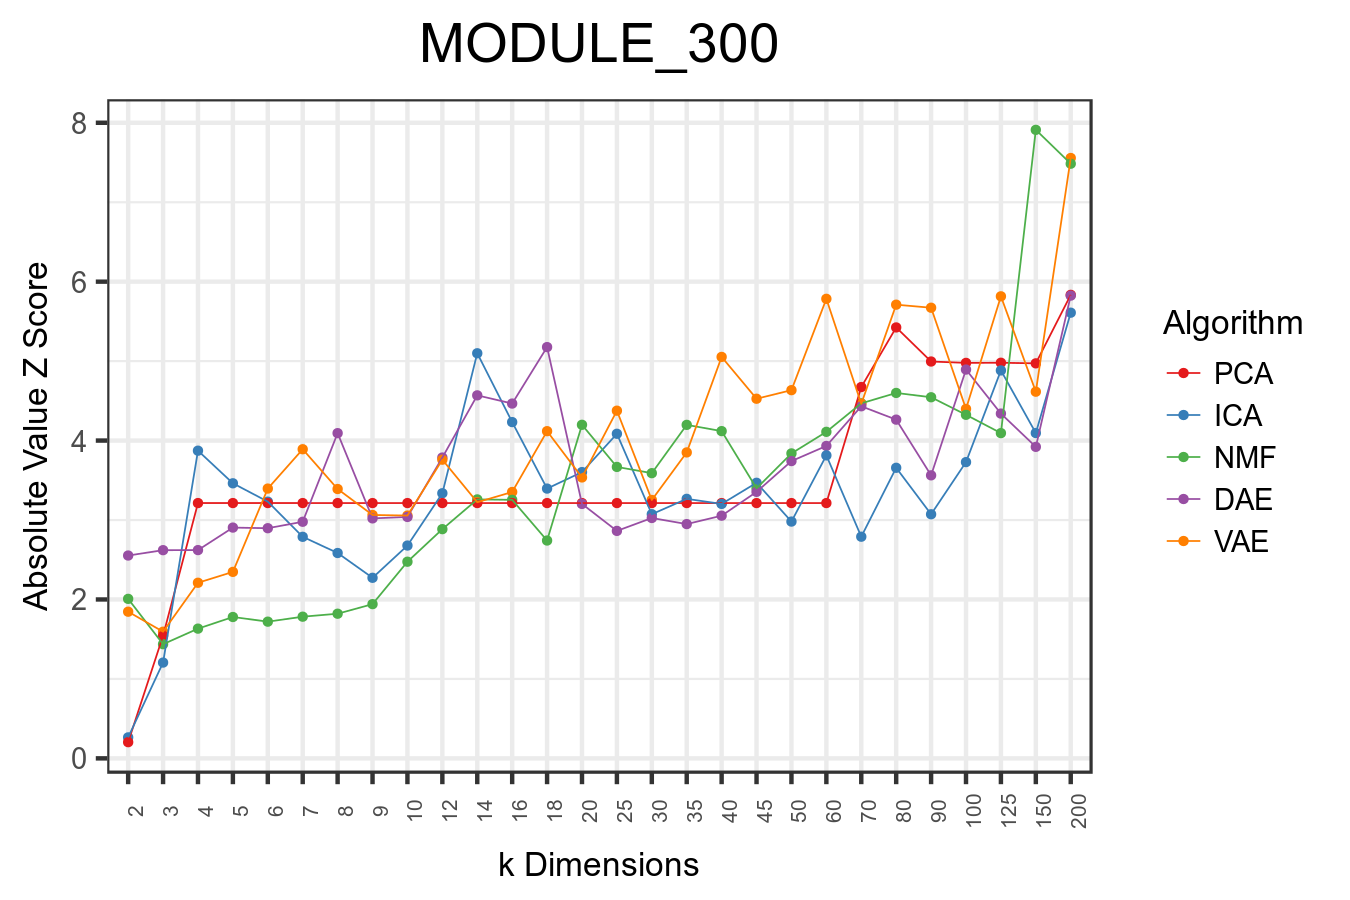 MODULE_300
Absolute Value Z Score
8
6
4
2
0
2 3 4 5 6 7 8 9 10 12 14 16 18 20 25 30 35 40 45 50 60 70 80 90 100 125 150 200
k Dimensions
Algorithm
PCA
ICA
NMF
DAE
VAE